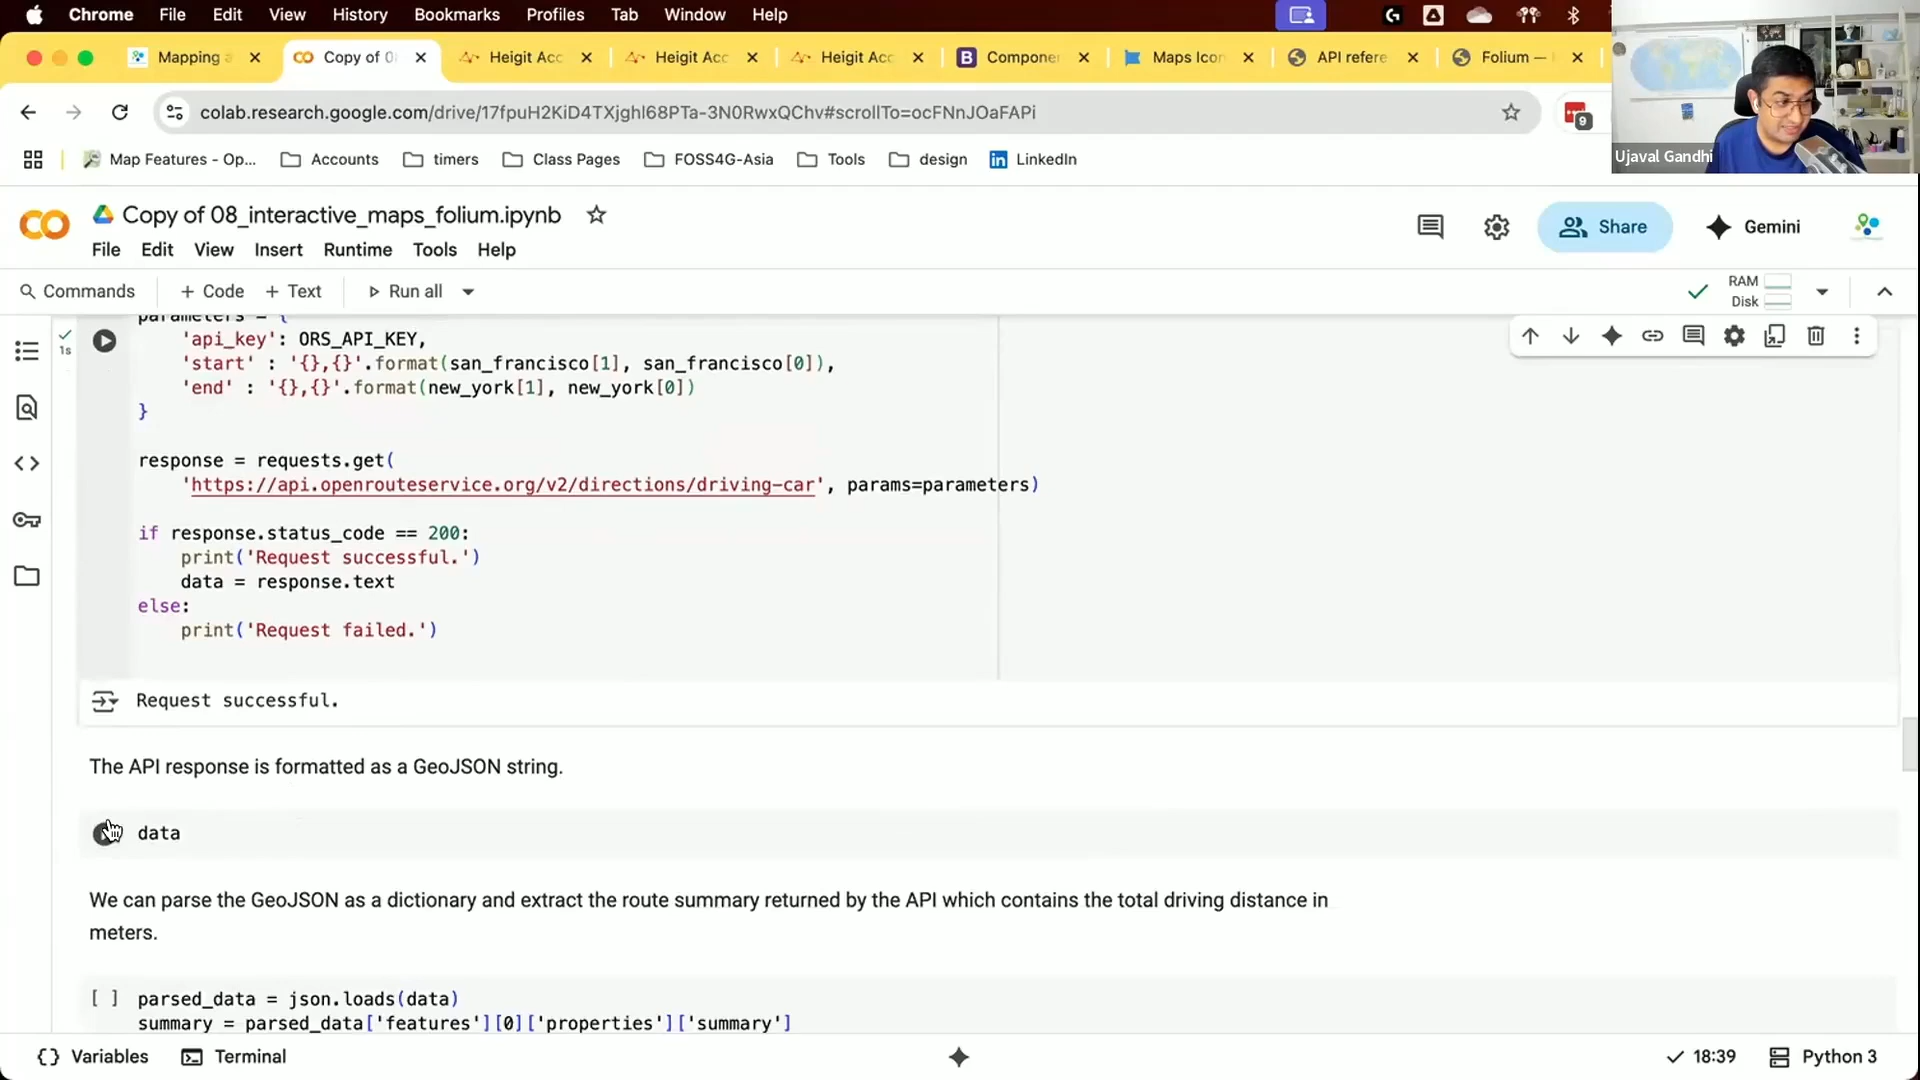 Chrome File Edit View History Bookmarks Profiles Tab Window Help
Mapping a
Copy of 0
Heigit Acc
Heigit Acc
Heigit Acc
Componen
Maps Icon
API refere
Folium —
colab.research.google.com/drive/17fpuH2KiD4TXjghl68PTa-3N0RwxQChv#scrollTo=ocFNnJOaFAPi
9
Ujaval Gandhi
Map Features - Op...
Accounts
timers
Class Pages
FOSS4G-Asia
Tools
design
LinkedIn
Copy of 08_interactive_maps_folium.ipynb
File Edit View Insert Runtime Tools Help
Share
Gemini
Commands + Code + Text Run all
RAM
Disk
1s
parameters = {
'api_key': ORS_API_KEY,
'start' : '{},{}'.format(san_francisco[1], san_francisco[0]),
'end' : '{},{}'.format(new_york[1], new_york[0])
}
response = requests.get(
'https://api.openrouteservice.org/v2/directions/driving-car', params=parameters)
if response.status_code == 200:
print('Request successful.')
data = response.text
else:
print('Request failed.')
Request successful.
The API response is formatted as a GeoJSON string.
data
We can parse the GeoJSON as a dictionary and extract the route summary returned by the API which contains the total driving distance in
meters.
[ ] parsed_data = json.loads(data)
summary = parsed_data['features'][0]['properties']['summary']
Variables
Terminal
18:39
Python 3